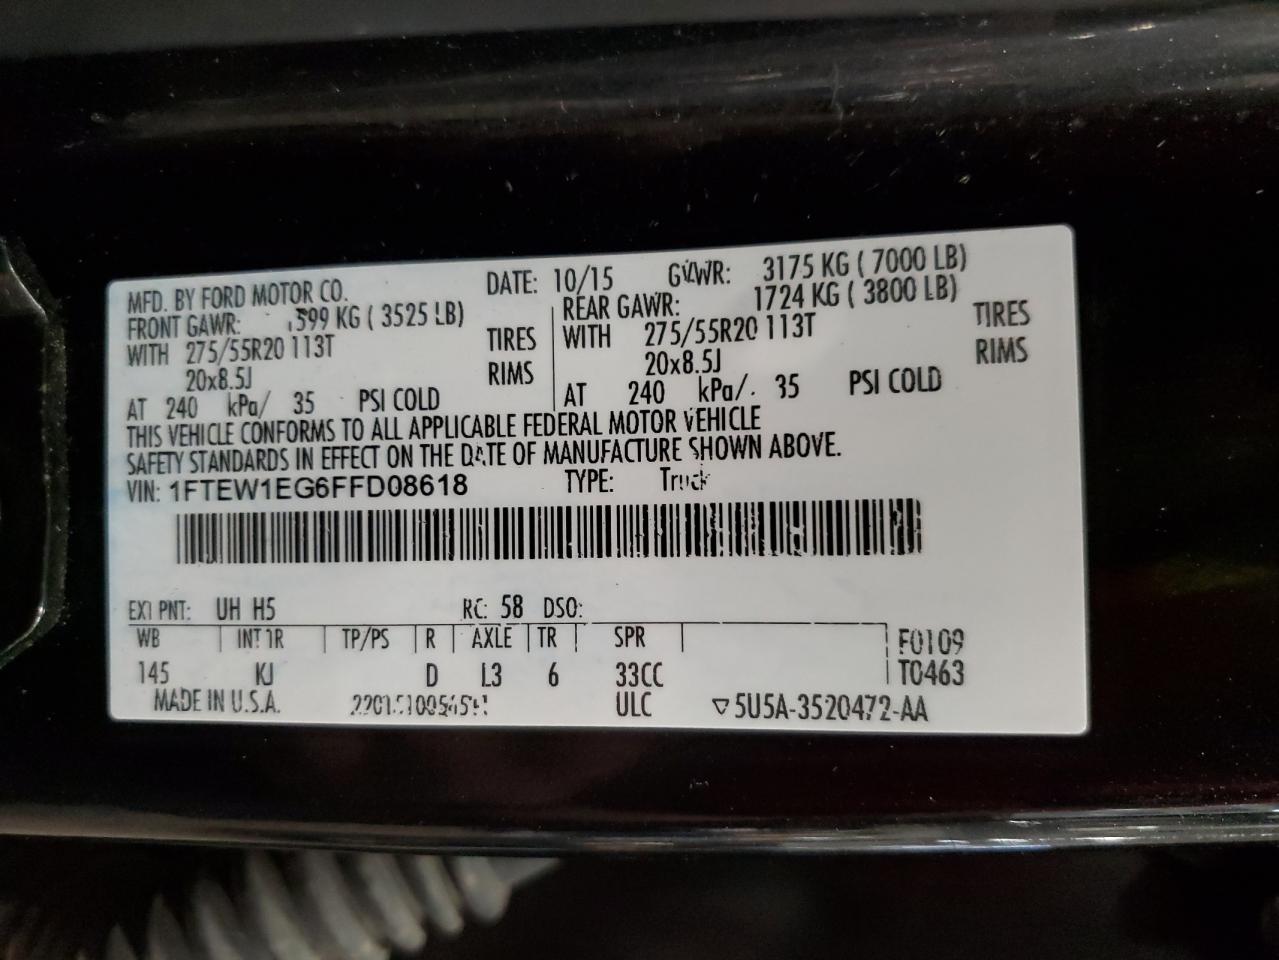 MFD. BY FORD MOTOR CO. DATE: 10/15 GVWR: 3175 KG ( 7000 LB)
FRONT GAWR: 599 KG ( 3525 LB) REAR GAWR: 1724 KG ( 3800 LB)
WITH 275/55R20 113T TIRES WITH 275/55R20 113T TIRES
20x8.5J RIMS 20x8.5J RIMS
AT 240 kPa/ 35 PSI COLD AT 240 kPa/ 35 PSI COLD
THIS VEHICLE CONFORMS TO ALL APPLICABLE FEDERAL MOTOR VEHICLE
SAFETY STANDARDS IN EFFECT ON THE DATE OF MANUFACTURE SHOWN ABOVE.
VIN: 1FTEW1EG6FFD08618 TYPE: Truck
EXT PNT: UH H5 RC: 58 DSO:
WB INT TR TP/PS R AXLE TR SPR F0109
145 KJ D L3 6 33CC T0463
MADE IN U.S.A. ULC ▽5U5A-3520472-AA